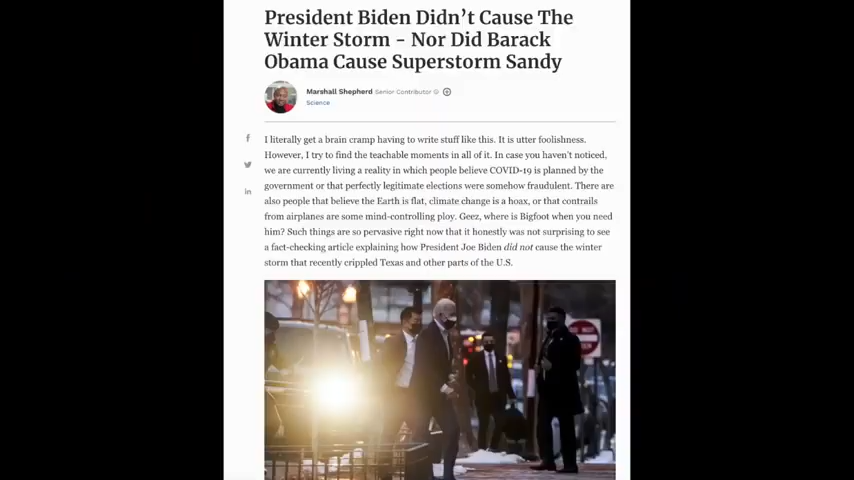 President Biden Didn't Cause The
Winter Storm - Nor Did Barack
Obama Cause Superstorm Sandy
Marshall Shepherd Senior Contributor
Science
I literally get a brain cramp having to write stuff like this. It is utter foolishness.
However, I try to find the teachable moments in all of it. In case you haven't noticed,
we are currently living a reality in which people believe COVID-19 is planned by the
government or that perfectly legitimate elections were somehow fraudulent. There are
also people that believe the Earth is flat, climate change is a hoax, or that contrails
from airplanes are some mind-controlling ploy. Geez, where is Bigfoot when you need
him? Such things are so pervasive right now that it honestly was not surprising to see
a fact-checking article explaining how President Joe Biden did not cause the winter
storm that recently crippled Texas and other parts of the U.S.